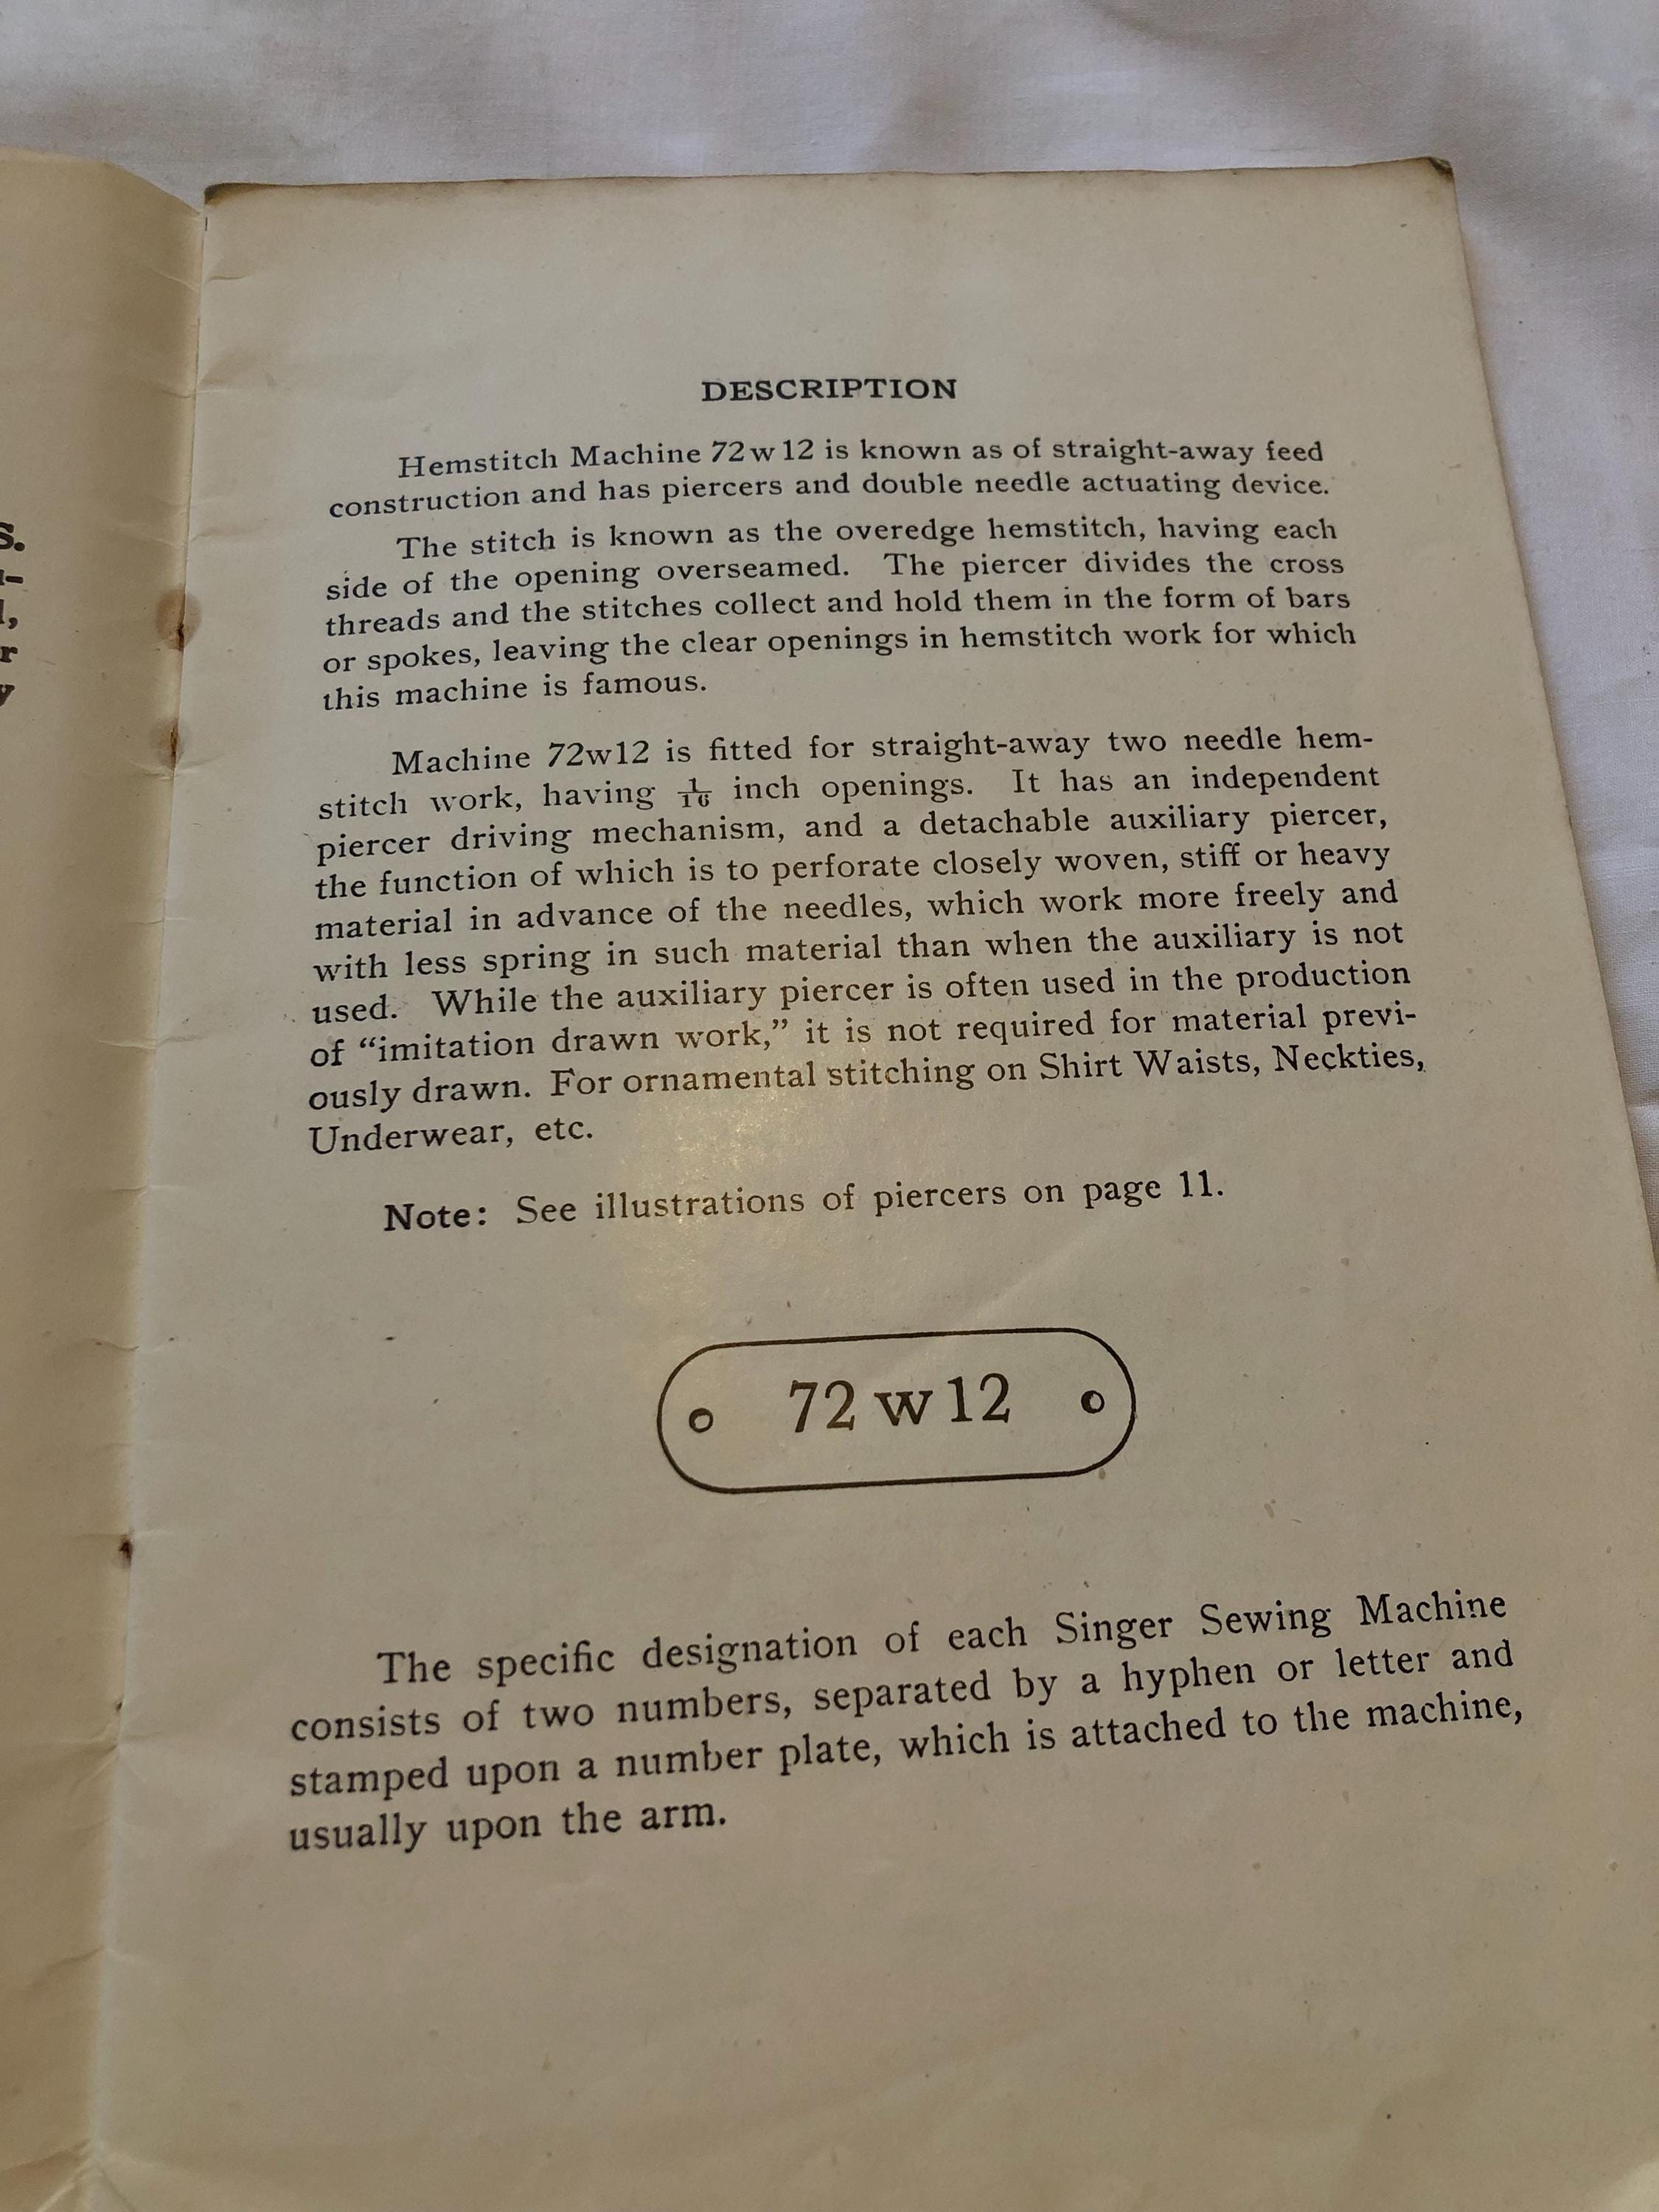 s.
l,
r
y
DESCRIPTION
Hemstitch Machine 72w12 is known as of straight-away feed
construction and has piercers and double needle actuating device.
The stitch is known as the overedge hemstitch, having each
side of the opening overseamed. The piercer divides the cross
threads and the stitches collect and hold them in the form of bars
or spokes, leaving the clear openings in hemstitch work for which
this machine is famous.
Machine 72w12 is fitted for straight-away two needle hem-
stitch work, having 1/16 inch openings. It has an independent
piercer driving mechanism, and a detachable auxiliary piercer,
the function of which is to perforate closely woven, stiff or heavy
material in advance of the needles, which work more freely and
with less spring in such material than when the auxiliary is not
used. While the auxiliary piercer is often used in the production
of “imitation drawn work,” it is not required for material previ-
ously drawn. For ornamental stitching on Shirt Waists, Neckties,
Underwear, etc.
Note: See illustrations of piercers on page 11.
72w12
The specific designation of each Singer Sewing Machine
consists of two numbers, separated by a hyphen or letter and
stamped upon a number plate, which is attached to the machine,
usually upon the arm.